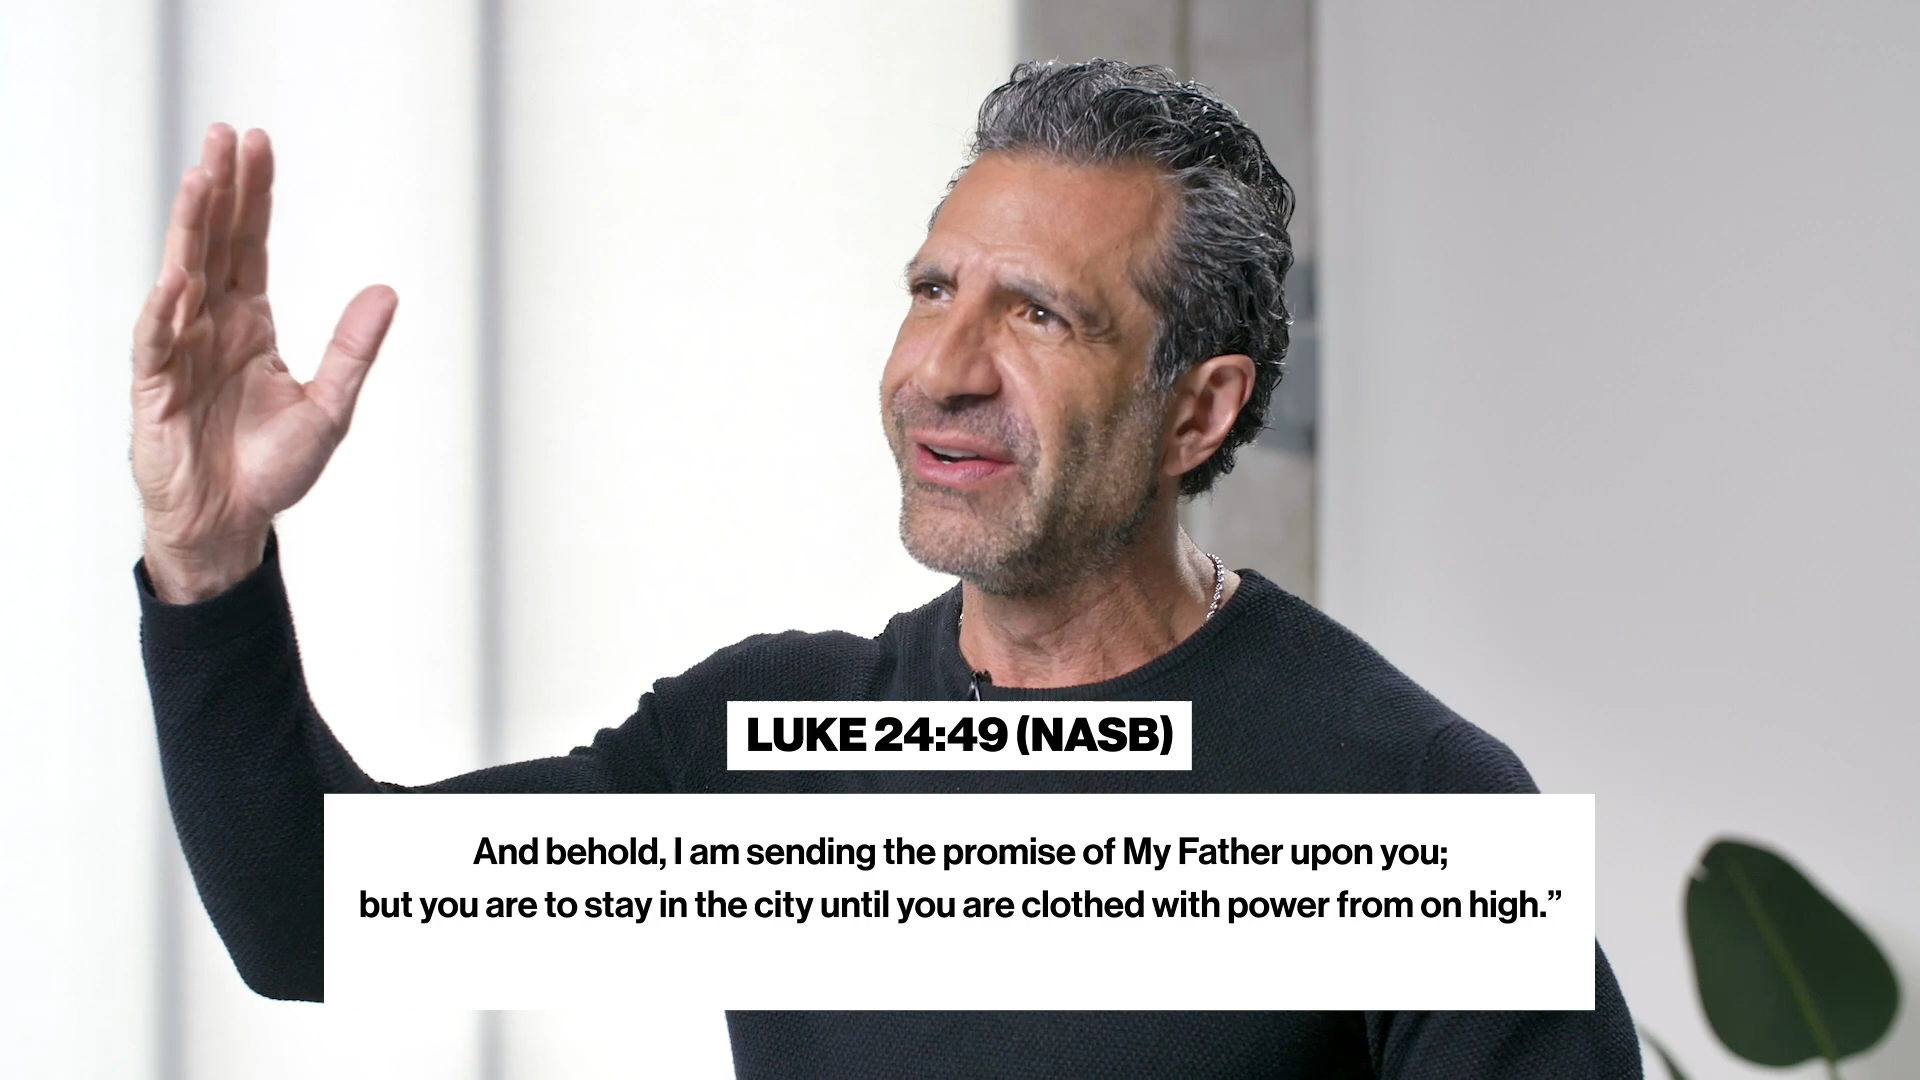 LUKE 24:49 (NASB)
And behold, I am sending the promise of My Father upon you;
but you are to stay in the city until you are clothed with power from on high.”